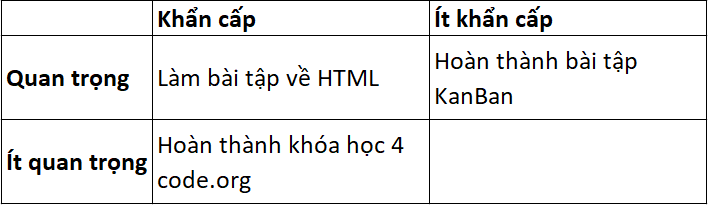 Khẩn cấp Ít khẩn cấp
Quan trọng Làm bài tập về HTML Hoàn thành bài tập
KanBan
Ít quan trọng Hoàn thành khóa học 4
code.org